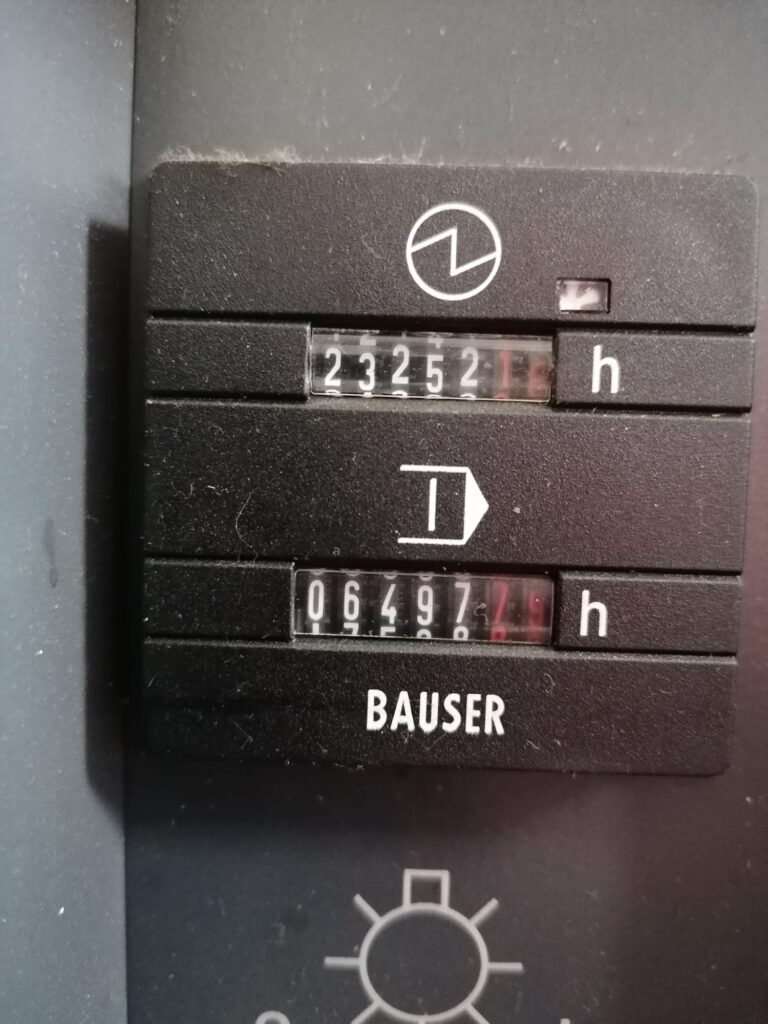 23252 h
06497 h
BAUSER